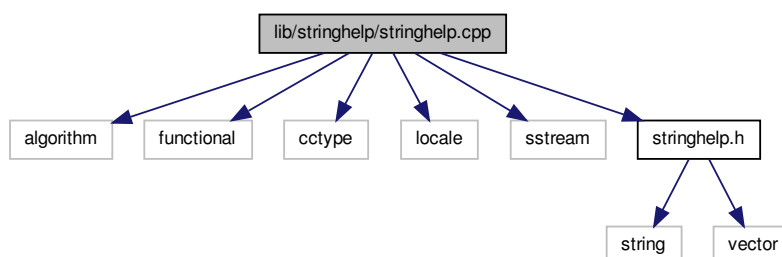 lib/stringhelp/stringhelp.cpp
algorithm
functional
cctype
locale
sstream
stringhelp.h
string
vector